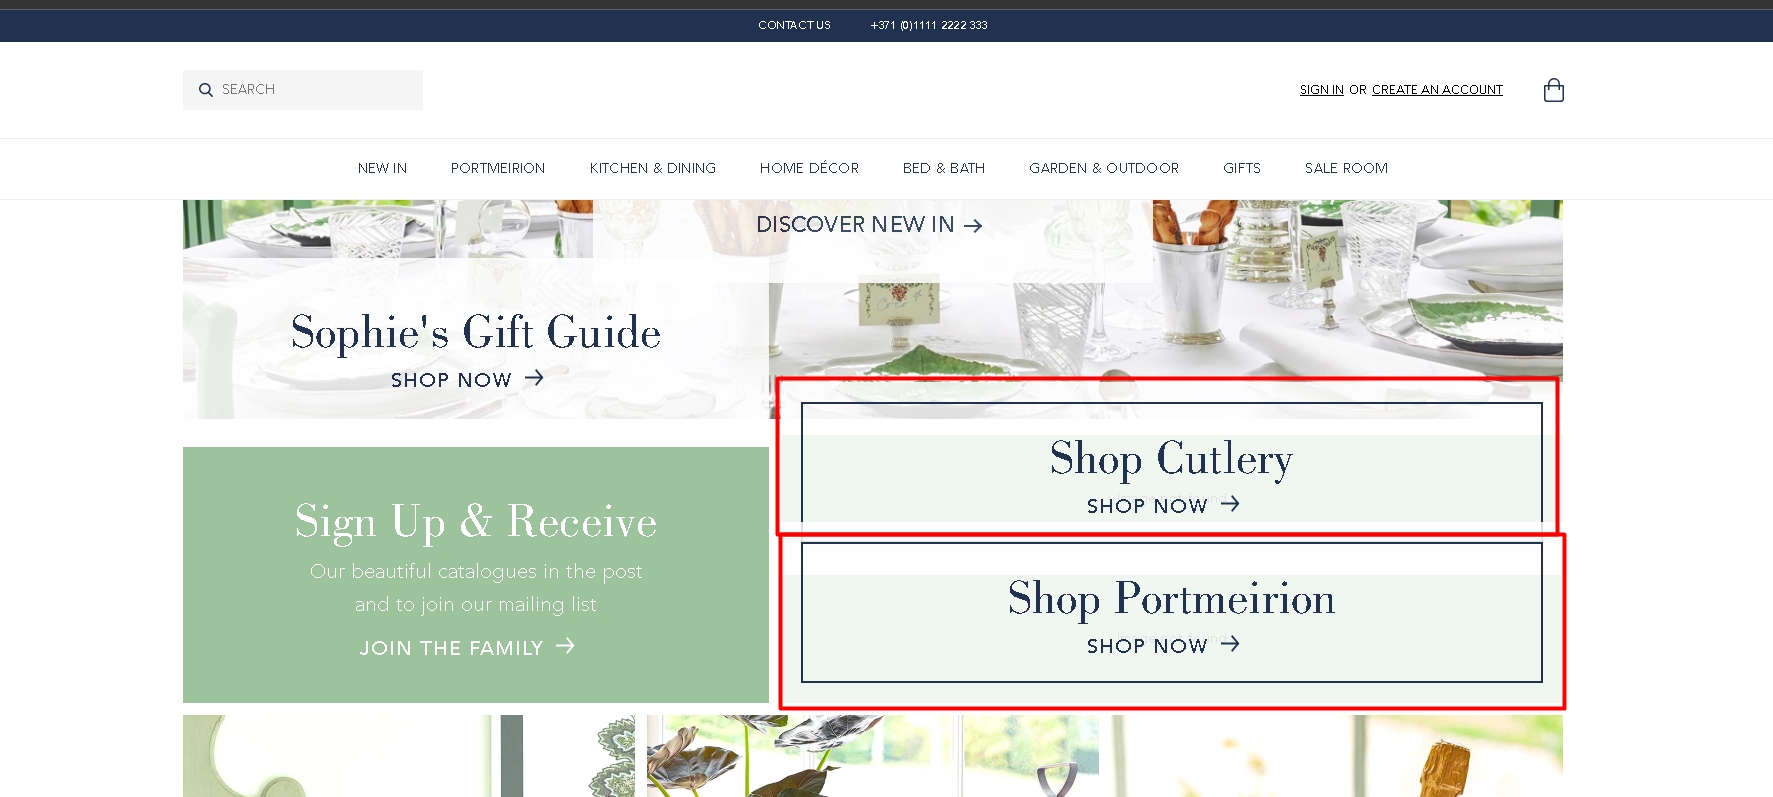 CONTACT US +371 (0)1111 2222 333
SEARCH
SIGN IN OR CREATE AN ACCOUNT
NEW IN PORTMEIRION KITCHEN & DINING HOME DÉCOR BED & BATH GARDEN & OUTDOOR GIFTS SALE ROOM
DISCOVER NEW IN →
Sophie's Gift Guide
SHOP NOW →
Shop Cutlery
SHOP NOW →
Sign Up & Receive
Our beautiful catalogues in the post
and to join our mailing list
JOIN THE FAMILY →
Shop Portmeirion
SHOP NOW →